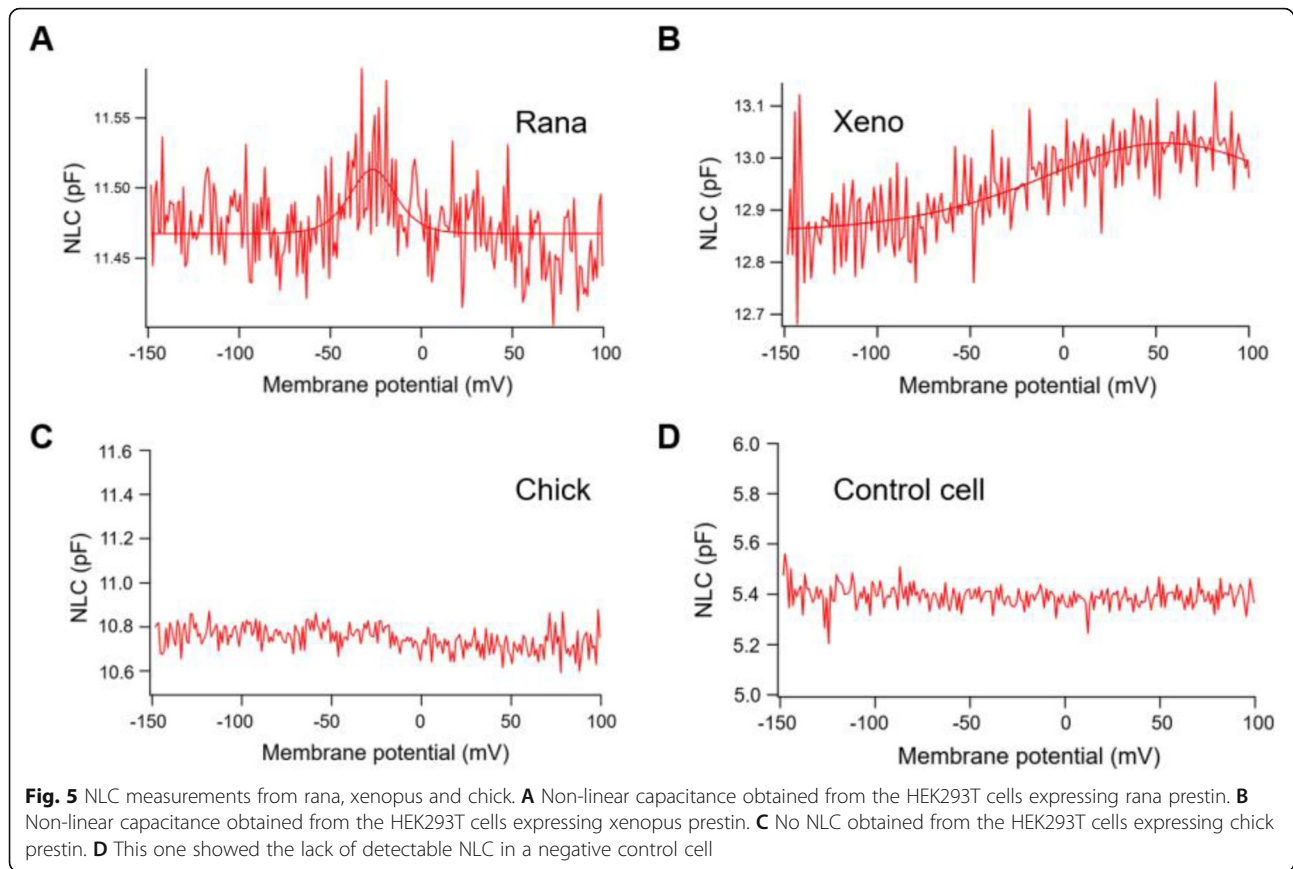 A
Rana
NLC (pF)
11.55
11.50
11.45
-150 -100 -50 0 50 100
Membrane potential (mV)
B
Xeno
NLC (pF)
13.1
13.0
12.9
12.8
12.7
-150 -100 -50 0 50 100
Membrane potential (mV)
C
Chick
NLC (pF)
11.6
11.4
11.2
11.0
10.8
10.6
-150 -100 -50 0 50 100
Membrane potential (mV)
D
Control cell
NLC (pF)
6.0
5.8
5.6
5.4
5.2
5.0
-150 -100 -50 0 50 100
Membrane potential (mV)
Fig. 5 NLC measurements from rana, xenopus and chick. A Non-linear capacitance obtained from the HEK293T cells expressing rana prestin. B
Non-linear capacitance obtained from the HEK293T cells expressing xenopus prestin. C No NLC obtained from the HEK293T cells expressing chick
prestin. D This one showed the lack of detectable NLC in a negative control cell